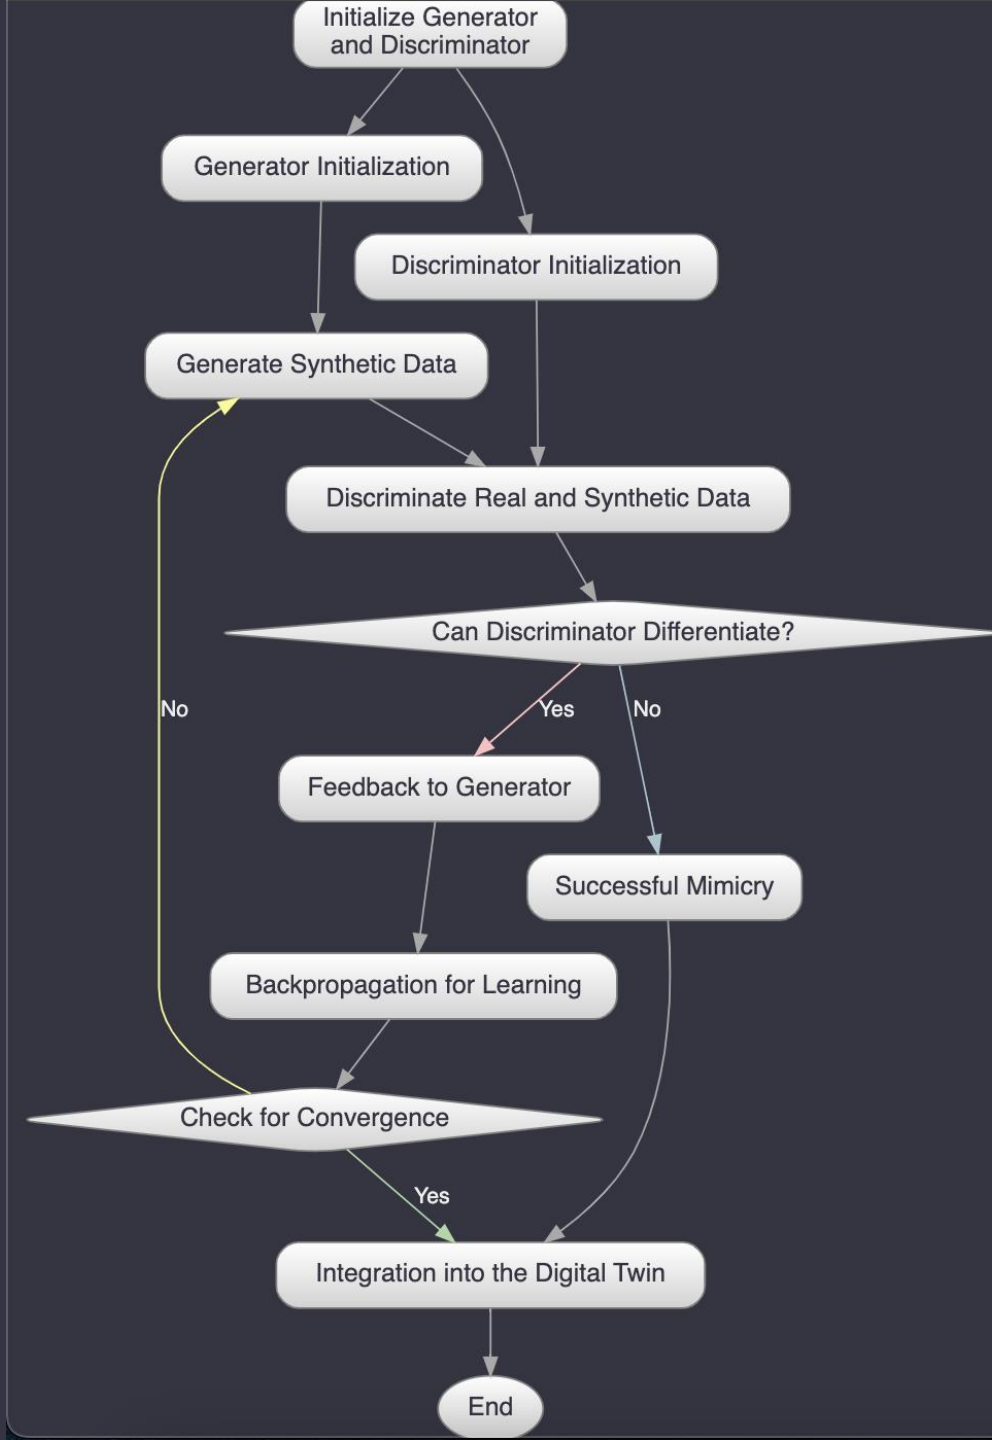 Initialize Generator
and Discriminator
Generator Initialization
Discriminator Initialization
Generate Synthetic Data
Discriminate Real and Synthetic Data
Can Discriminator Differentiate?
No
Yes
No
Feedback to Generator
Successful Mimicry
Backpropagation for Learning
Check for Convergence
Yes
Integration into the Digital Twin
End